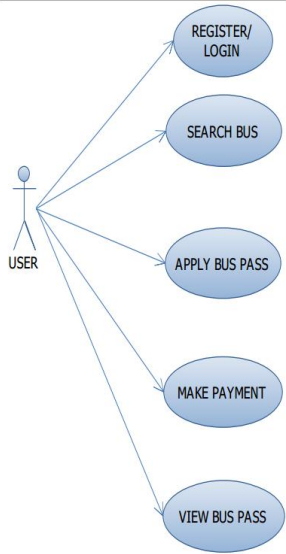 REGISTER/
LOGIN
SEARCH BUS
USER
APPLY BUS PASS
MAKE PAYMENT
VIEW BUS PASS